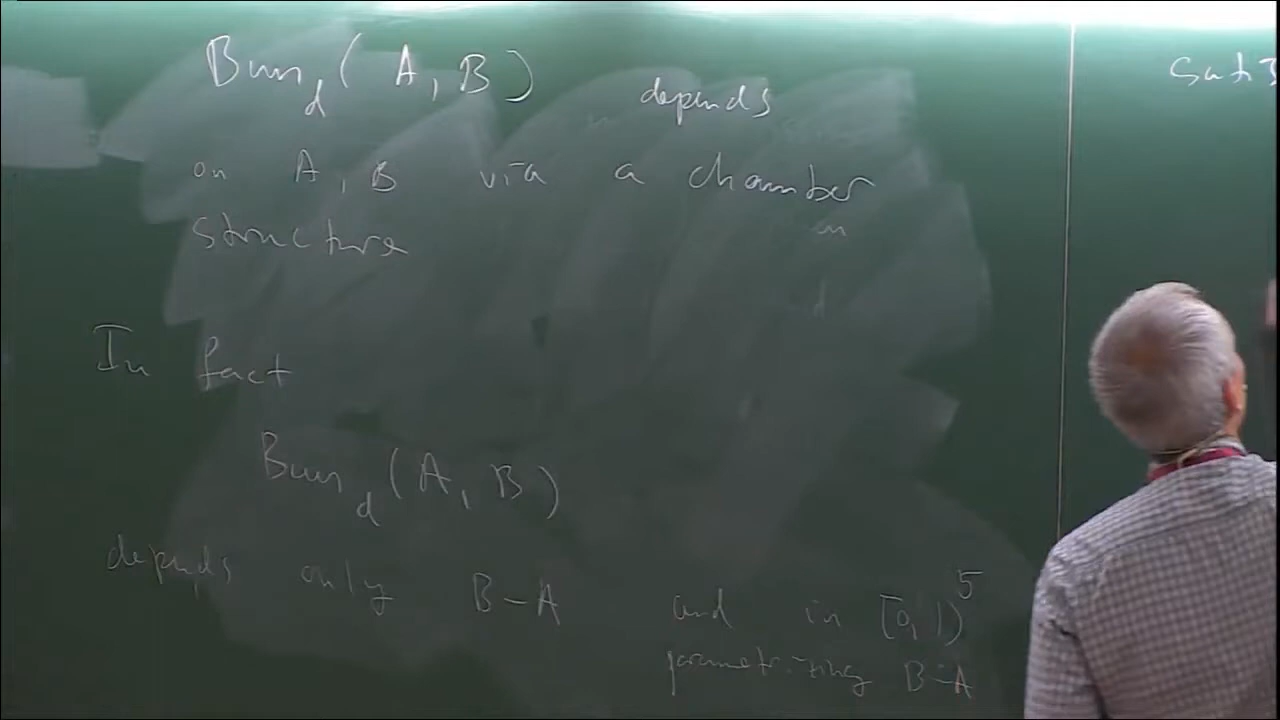 Bun_d(A, B) depends
on A, B via a chamber
structure
In fact
Bun_d(A, B)
depends only B-A and in [0,1)^5
parametrizing B-A